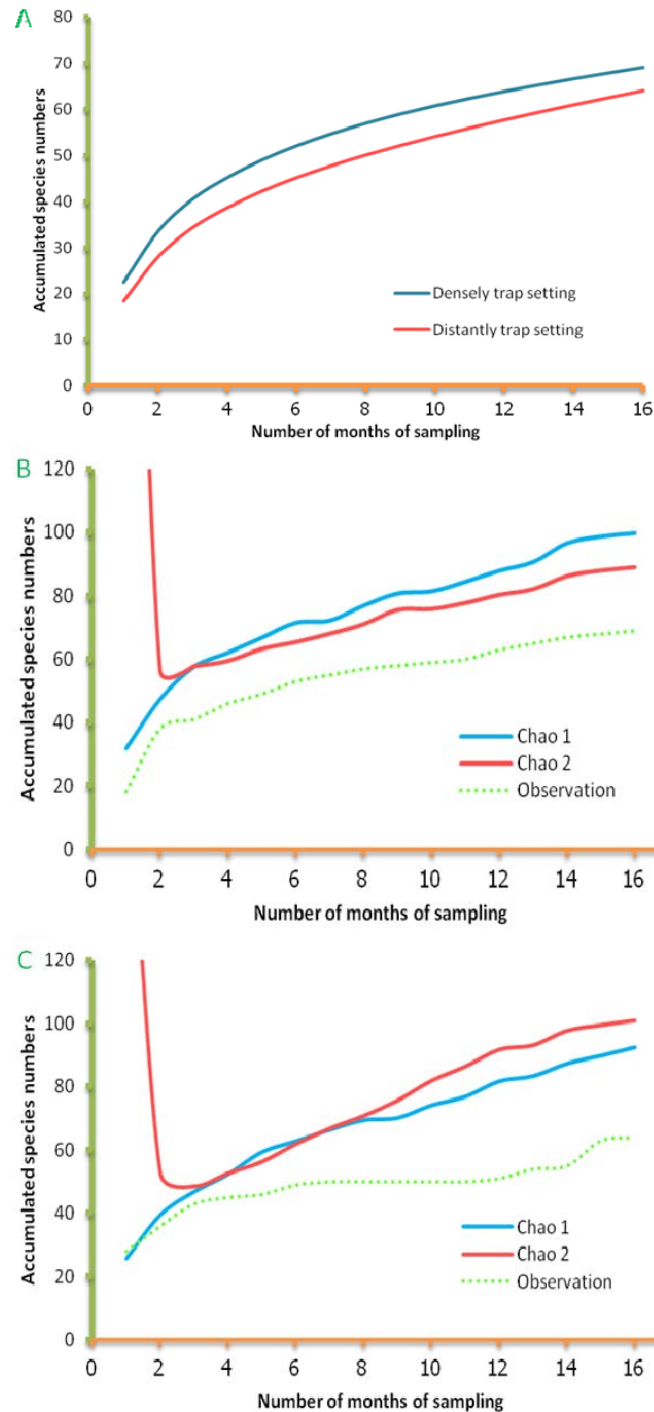 A
80
70
60
50
40
30
20
10
0
Accumulated species numbers
Densely trap setting
Distantly trap setting
0 2 4 6 8 10 12 14 16
Number of months of sampling
B
120
100
80
60
40
20
0
Accumulated species numbers
Chao 1
Chao 2
Observation
0 2 4 6 8 10 12 14 16
Number of months of sampling
C
120
100
80
60
40
20
0
Accumulated species numbers
Chao 1
Chao 2
Observation
0 2 4 6 8 10 12 14 16
Number of months of sampling